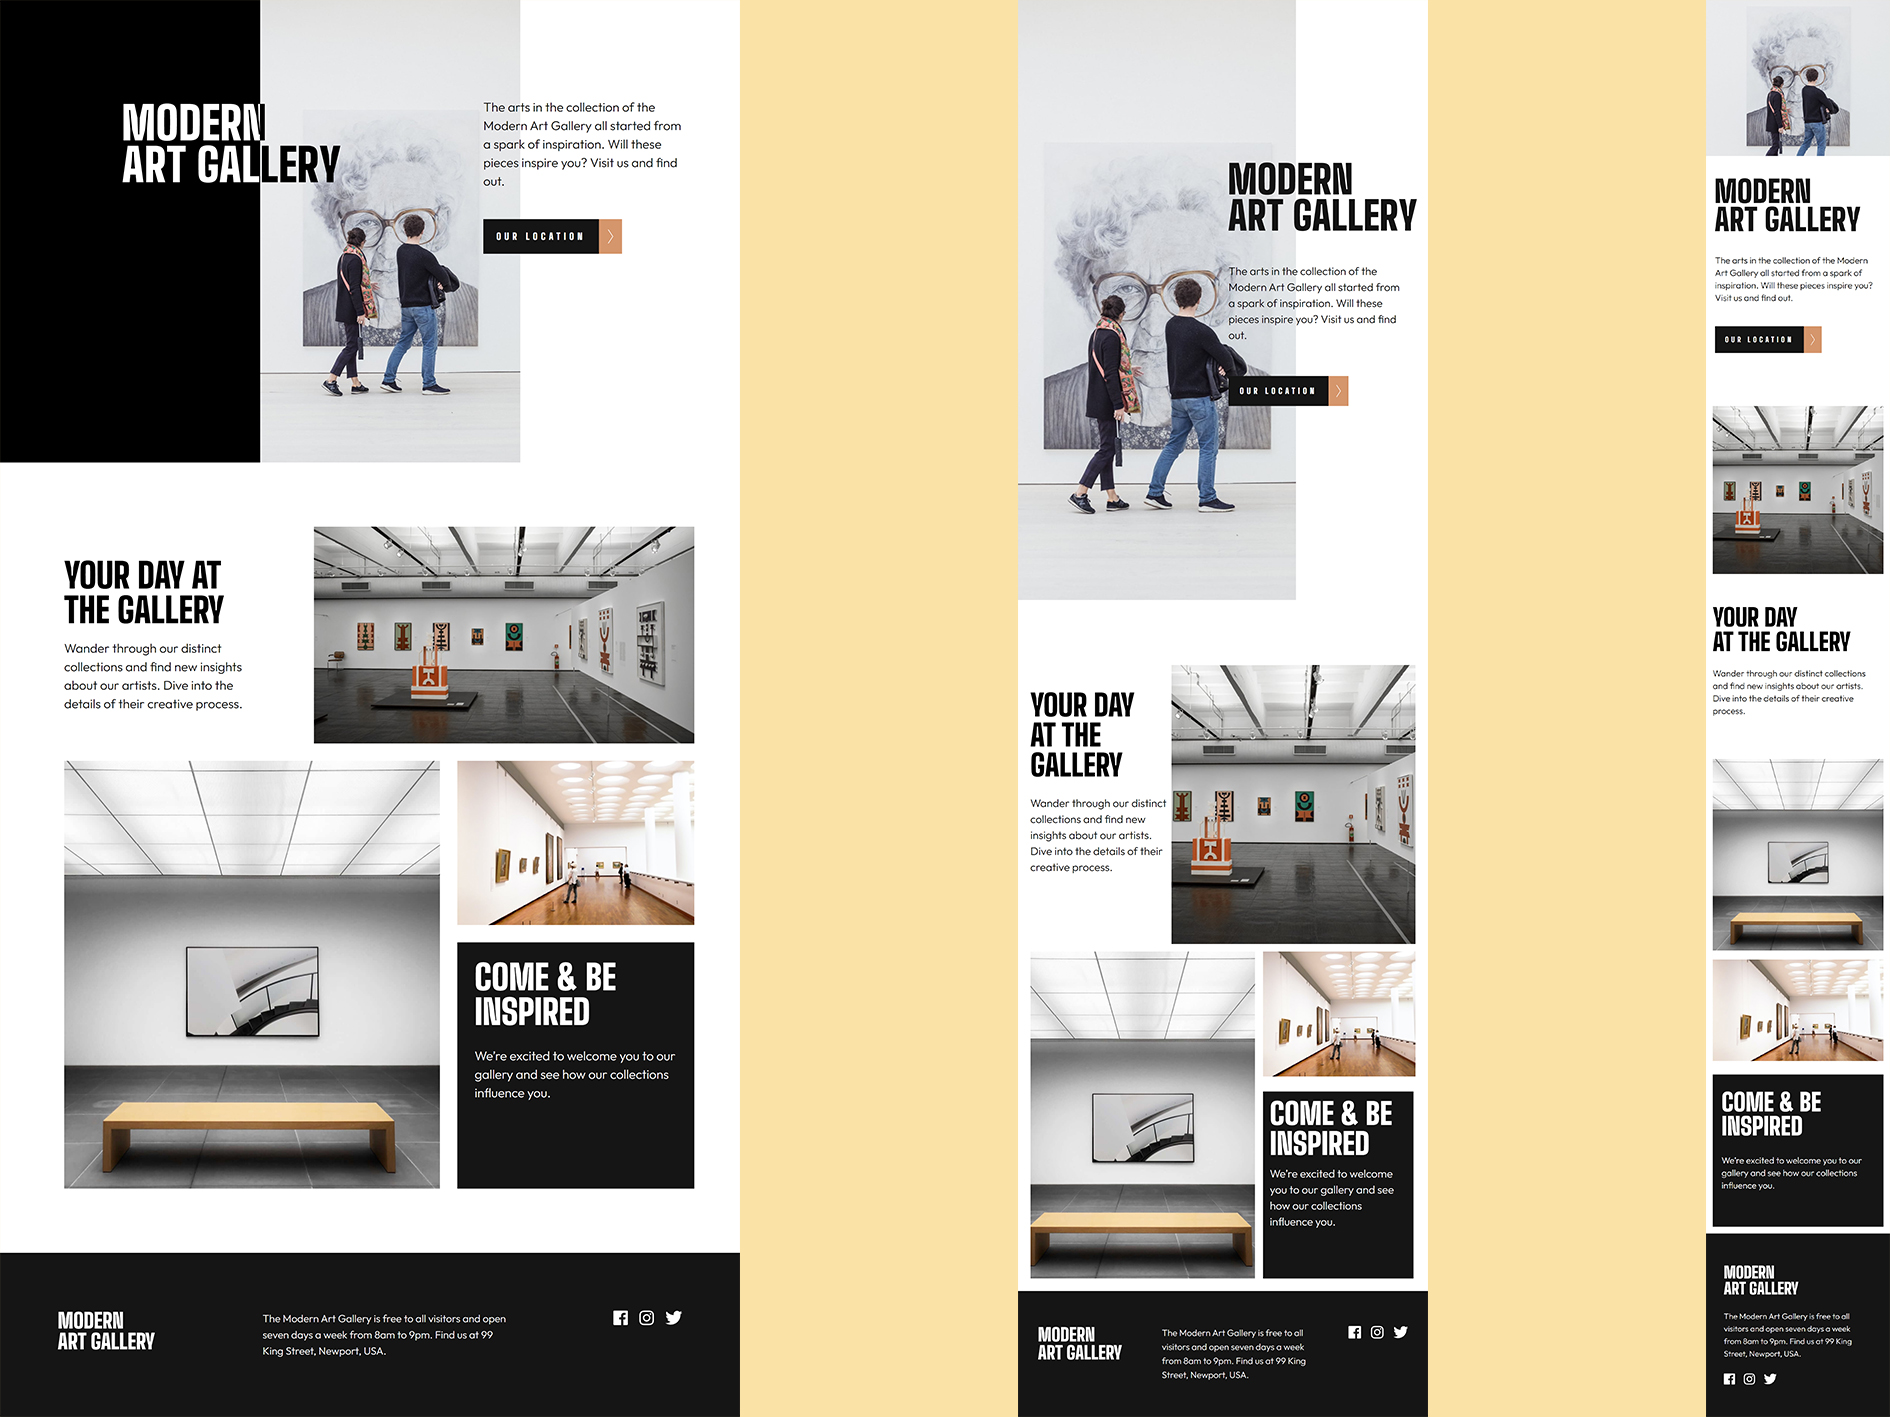 MODERN
ART GALLERY
The arts in the collection of the
Modern Art Gallery all started from
a spark of inspiration. Will these
pieces inspire you? Visit us and find
out.
OUR LOCATION
YOUR DAY AT
THE GALLERY
Wander through our distinct
collections and find new insights
about our artists. Dive into the
details of their creative process.
COME & BE
INSPIRED
We're excited to welcome you to our
gallery and see how our collections
influence you.
MODERN
ART GALLERY
The Modern Art Gallery is free to all visitors and open
seven days a week from 8am to 9pm. Find us at 99
King Street, Newport, USA.
MODERN
ART GALLERY
The arts in the collection of the
Modern Art Gallery all started from
a spark of inspiration. Will these
pieces inspire you? Visit us and find
out.
OUR LOCATION
YOUR DAY
AT THE
GALLERY
Wander through our distinct
collections and find new
insights about our artists.
Dive into the details of their
creative process.
COME & BE
INSPIRED
We're excited to welcome
you to our gallery and see
how our collections
influence you.
MODERN
ART GALLERY
The Modern Art Gallery is free to all
visitors and open seven days a week
from 8am to 9pm. Find us at 99 King
Street, Newport, USA.
MODERN
ART GALLERY
The arts in the collection of the Modern
Art Gallery all started from a spark of
inspiration. Will these pieces inspire you?
Visit us and find out.
OUR LOCATION
YOUR DAY
AT THE GALLERY
Wander through our distinct collections
and find new insights about our artists.
Dive into the details of their creative
process.
COME & BE
INSPIRED
We're excited to welcome you to our
gallery and see how our collections
influence you.
MODERN
ART GALLERY
The Modern Art Gallery is free to all
visitors and open seven days a week
from 8am to 9pm. Find us at 99 King
Street, Newport, USA.